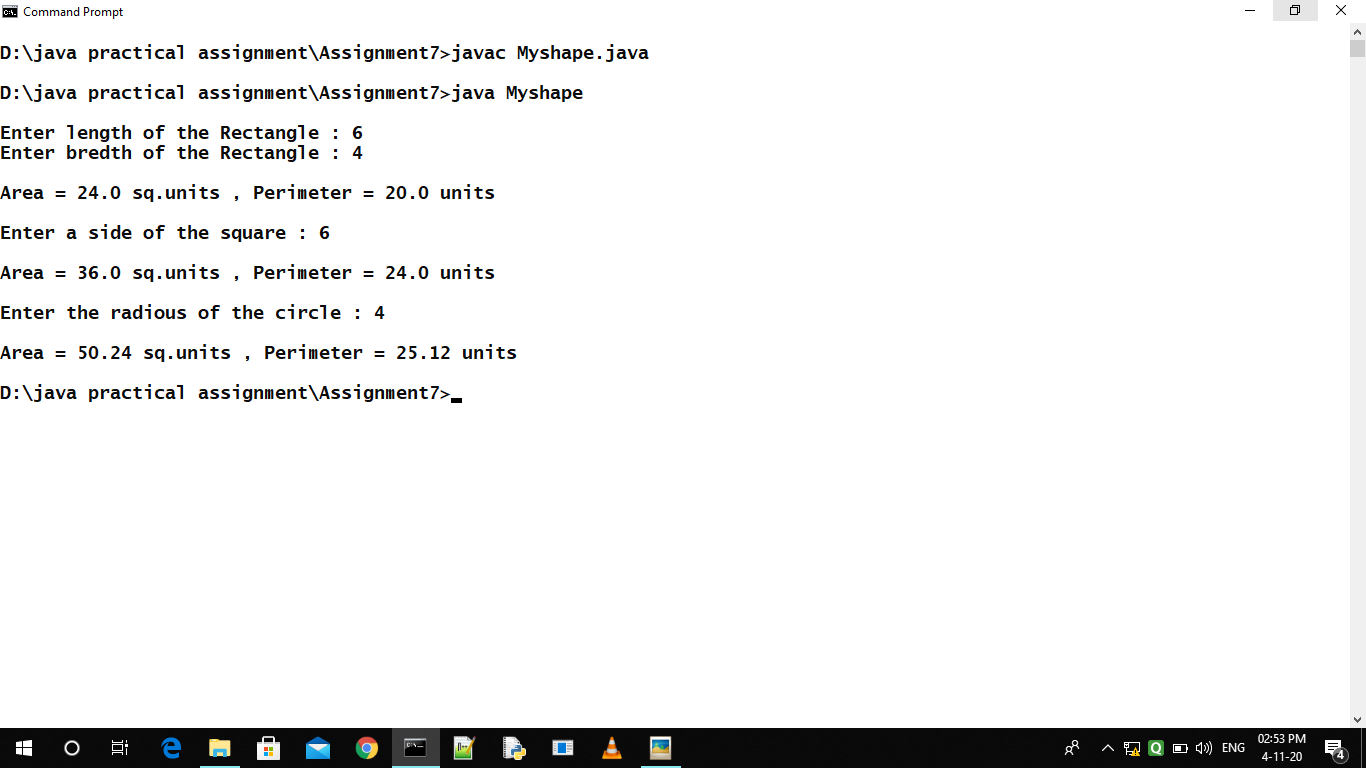 Command Prompt
D:\java practical assignment\Assignment7>javac Myshape.java
D:\java practical assignment\Assignment7>java Myshape
Enter length of the Rectangle : 6
Enter bredth of the Rectangle : 4
Area = 24.0 sq.units , Perimeter = 20.0 units
Enter a side of the square : 6
Area = 36.0 sq.units , Perimeter = 24.0 units
Enter the radious of the circle : 4
Area = 50.24 sq.units , Perimeter = 25.12 units
D:\java practical assignment\Assignment7>
ENG
02:53 PM
4-11-20
4